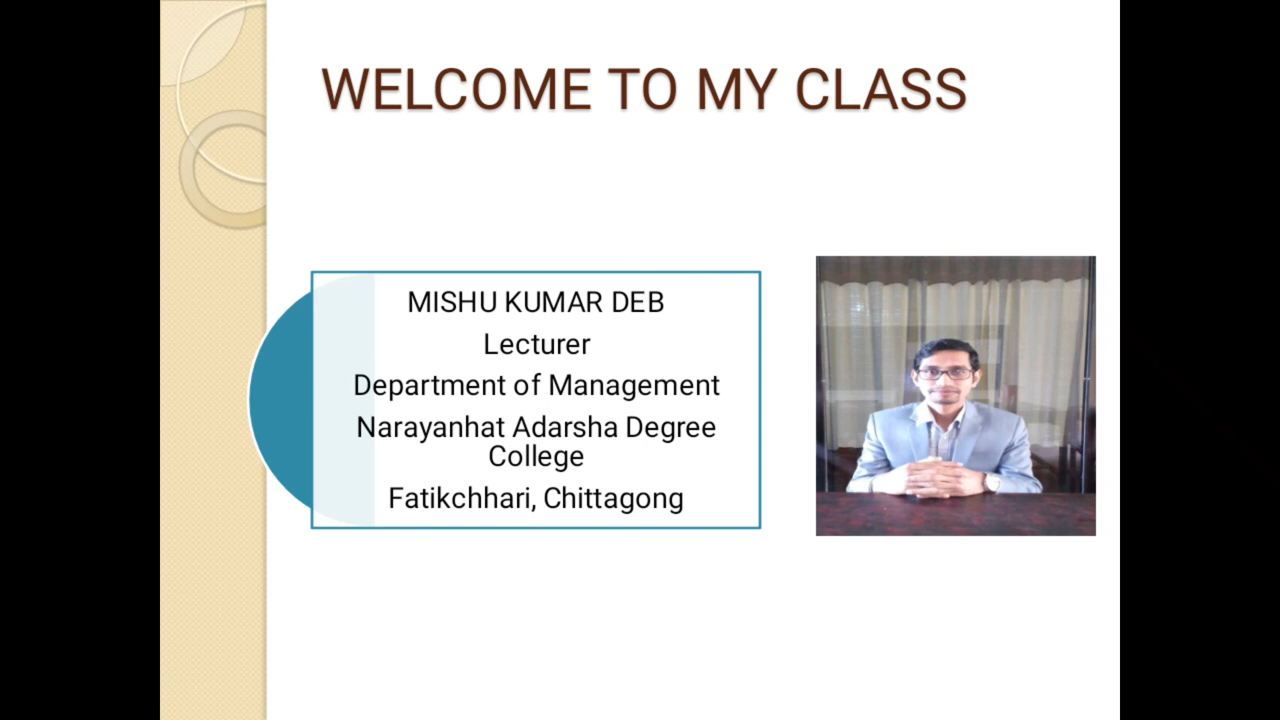 WELCOME TO MY CLASS
MISHU KUMAR DEB
Lecturer
Department of Management
Narayanhat Adarsha Degree
College
Fatikchhari, Chittagong